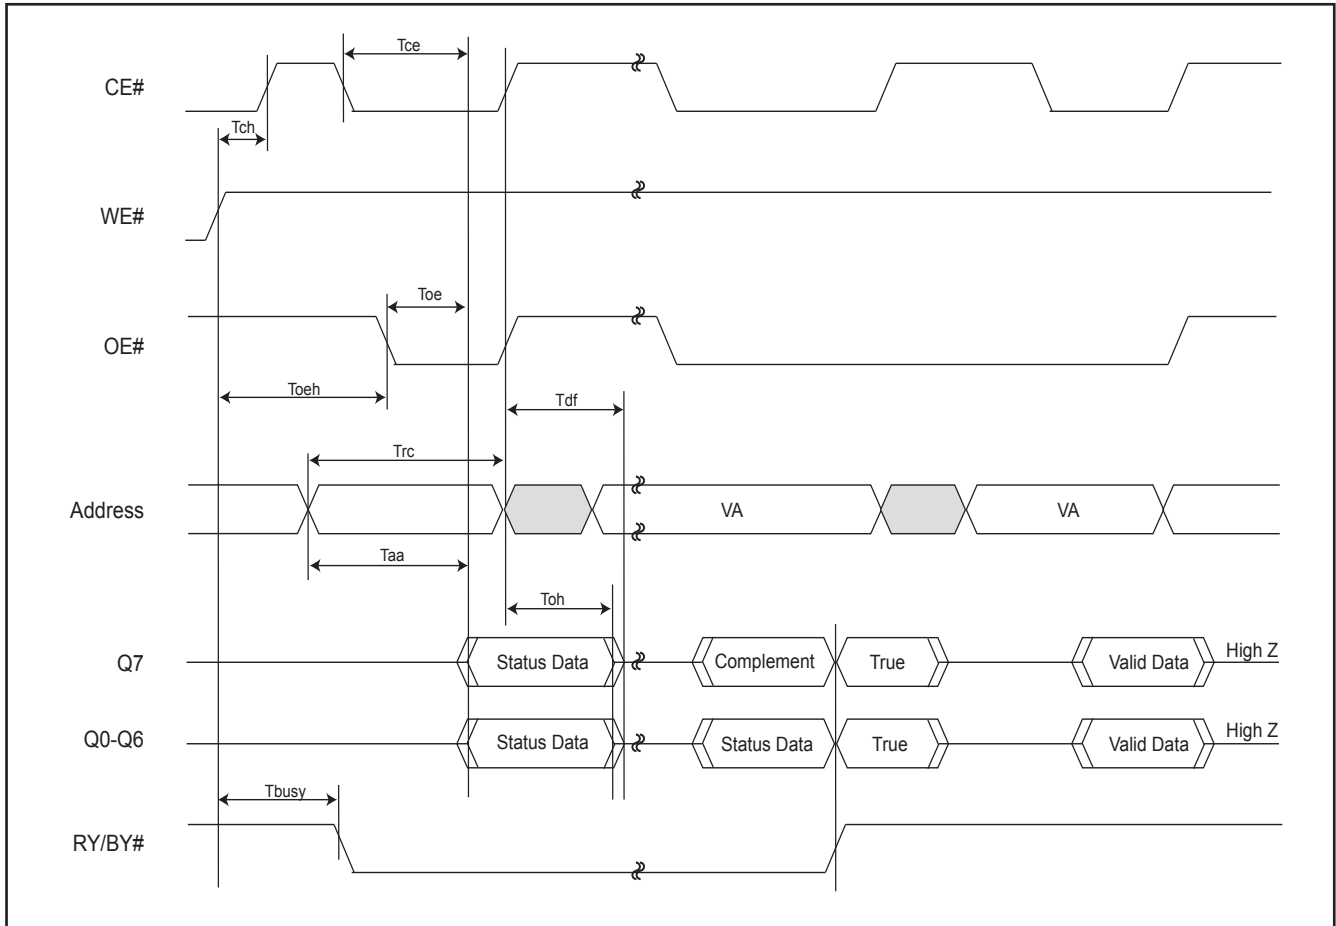 Tce
CE#
Tch
WE#
Toe
OE#
Toeh
Tdf
Trc
Address
VA
VA
Taa
Toh
Q7
Status Data
Complement
True
Valid Data
High Z
Q0-Q6
Status Data
Status Data
True
Valid Data
High Z
Tbusy
RY/BY#